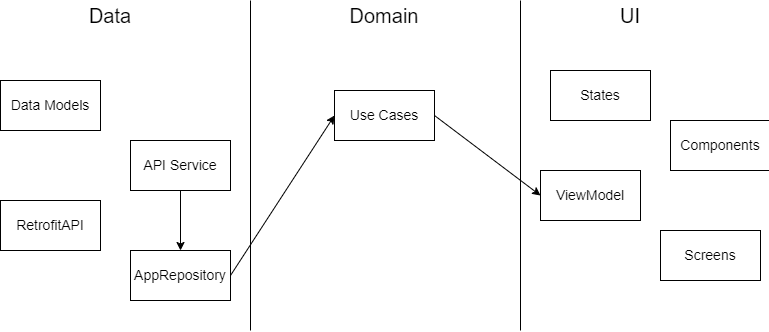 Data
Domain
UI
Data Models
API Service
RetrofitAPI
AppRepository
Use Cases
States
Components
ViewModel
Screens